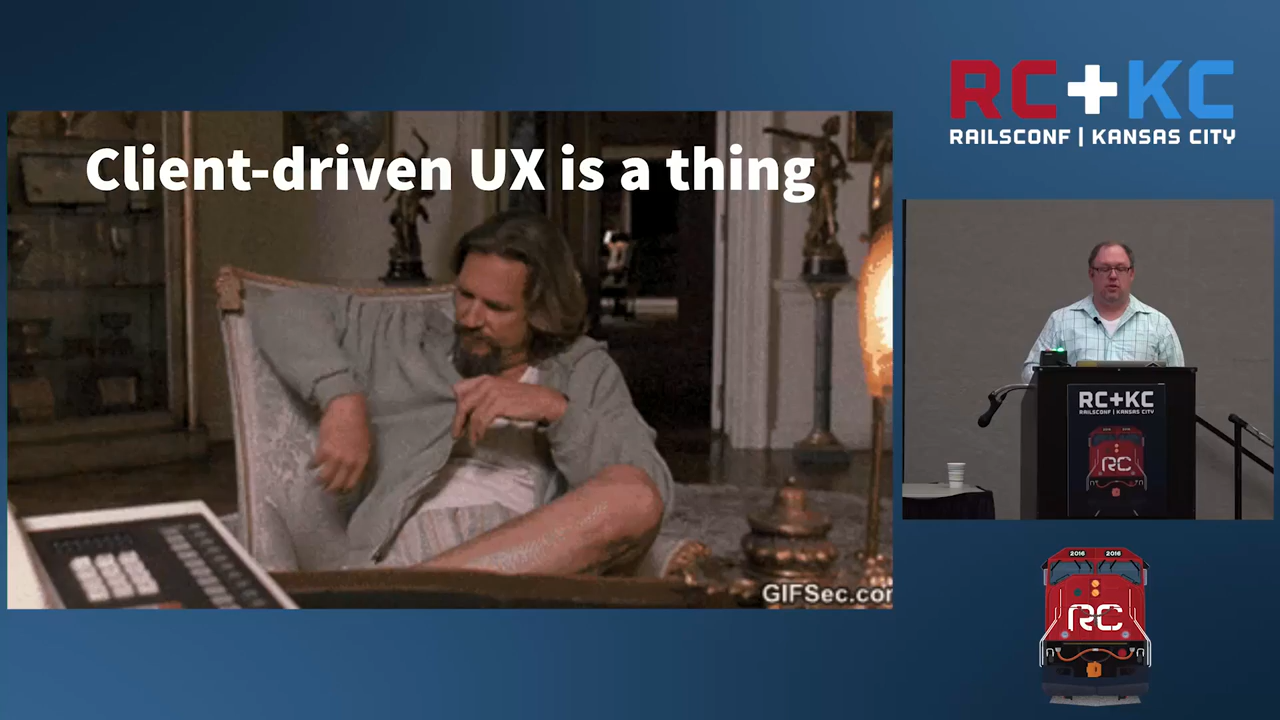 Client-driven UX is a thing
GIFSec.com
RC+KC
RAILSCONF | KANSAS CITY
RC+KC
RAILSCONF | KANSAS CITY
RC
2016 2016
RC